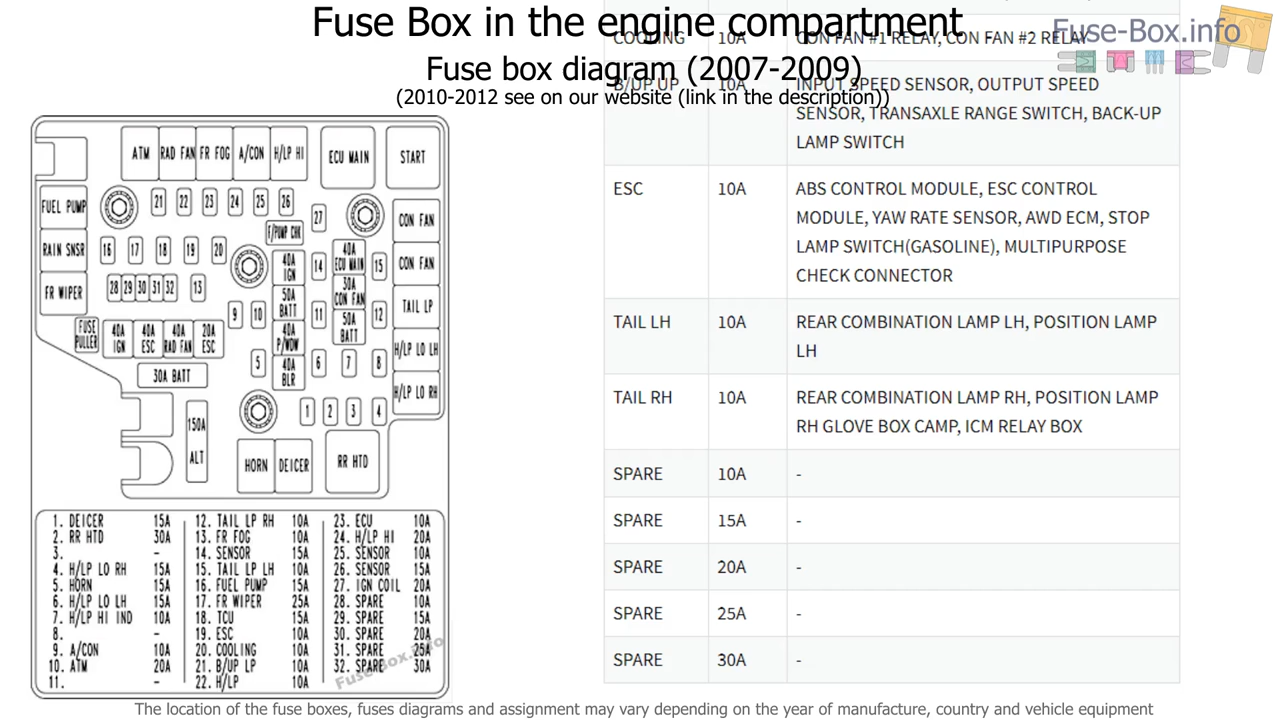 Fuse Box in the engine compartment
Fuse box diagram (2007-2009)
(2010-2012 see on our website (link in the description))
Fuse-Box.info
ATM RAD FAN FR FOG A/CON H/LP HI ECU MAIN START
FUEL PUMP
21 22 23 24 25 26 27
CON FAN
F/PUMP CHK
RAIN SNSR
16 17 18 19 20
40A IGN
14
40A ECU MAIN
15
CON FAN
FR WIPER
28 29 30 31 32 13
30A CON FAN
50A BATT
9 10 11 12
TAIL LP
FUSE PULLER
40A IGN
40A ESC
40A RAD FAN
20A ESC
40A P/WDW
50A BATT
H/LP LO LH
5 6 7 8
30A BATT
40A BLR
H/LP LO RH
1 2 3 4
150A ALT
HORN DEICER RR HTD
1. DEICER 15A
2. RR HTD 30A
3. -
4. H/LP LO RH 15A
5. HORN 15A
6. H/LP LO LH 15A
7. H/LP HI IND 10A
8. -
9. A/CON 10A
10. ATM 20A
11. -
12. TAIL LP RH 10A
13. FR FOG 10A
14. SENSOR 15A
15. TAIL LP LH 10A
16. FUEL PUMP 15A
17. FR WIPER 25A
18. TCU 15A
19. ESC 10A
20. COOLING 10A
21. B/UP LP 10A
22. H/LP 10A
23. ECU 10A
24. H/LP HI 20A
25. SENSOR 10A
26. SENSOR 15A
27. IGN COIL 20A
28. SPARE 10A
29. SPARE 15A
30. SPARE 20A
31. SPARE 25A
32. SPARE 30A
Fuse-Box.info
COOLING 10A CON FAN #1 RELAY, CON FAN #2 RELAY
B/UP UP 10A INPUT SPEED SENSOR, OUTPUT SPEED
SENSOR, TRANSAXLE RANGE SWITCH, BACK-UP
LAMP SWITCH
ESC 10A ABS CONTROL MODULE, ESC CONTROL
MODULE, YAW RATE SENSOR, AWD ECM, STOP
LAMP SWITCH(GASOLINE), MULTIPURPOSE
CHECK CONNECTOR
TAIL LH 10A REAR COMBINATION LAMP LH, POSITION LAMP
LH
TAIL RH 10A REAR COMBINATION LAMP RH, POSITION LAMP
RH GLOVE BOX CAMP, ICM RELAY BOX
SPARE 10A -
SPARE 15A -
SPARE 20A -
SPARE 25A -
SPARE 30A -
The location of the fuse boxes, fuses diagrams and assignment may vary depending on the year of manufacture, country and vehicle equipment